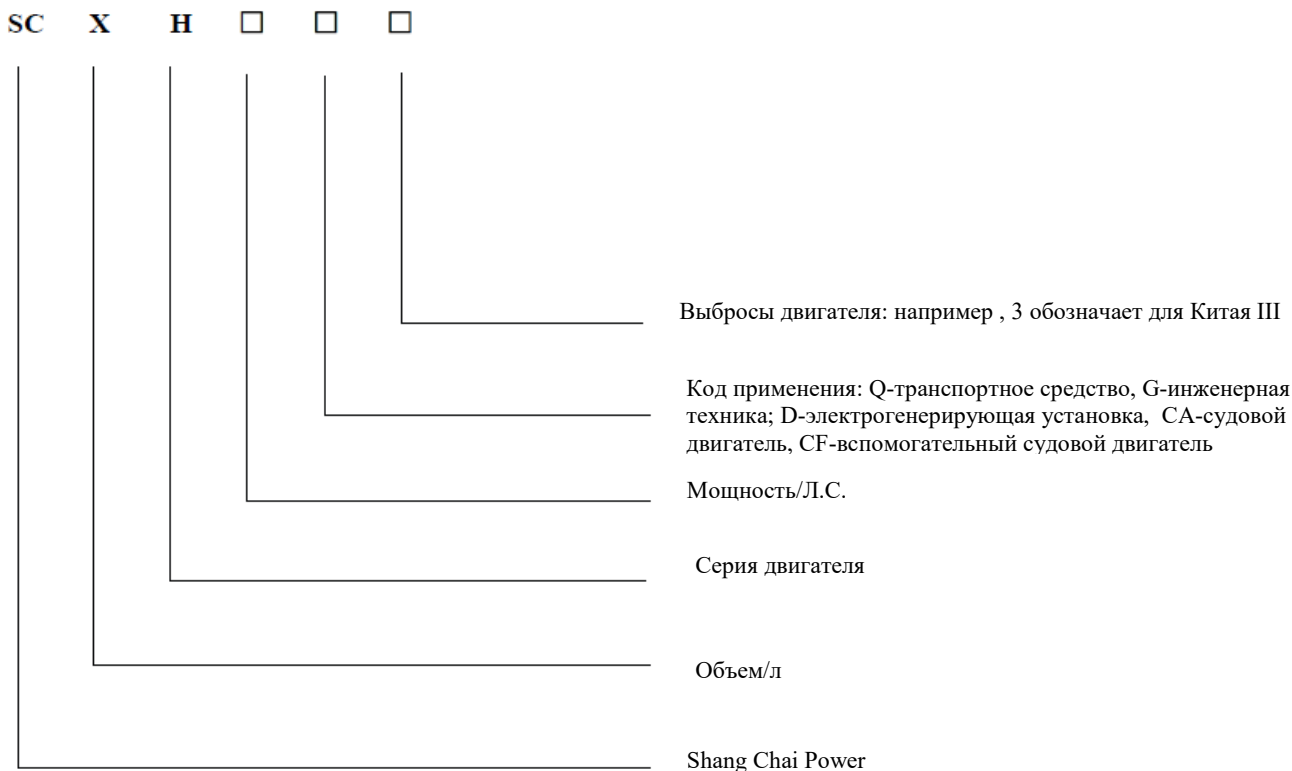 SC X H □ □ □
Выбросы двигателя: например , 3 обозначает для Китая III
Код применения: Q-транспортное средство, G-инженерная
техника; D-электрогенерирующая установка, CA-судовой
двигатель, CF-вспомогательный судовой двигатель
Мощность/Л.С.
Серия двигателя
Объем/л
Shang Chai Power